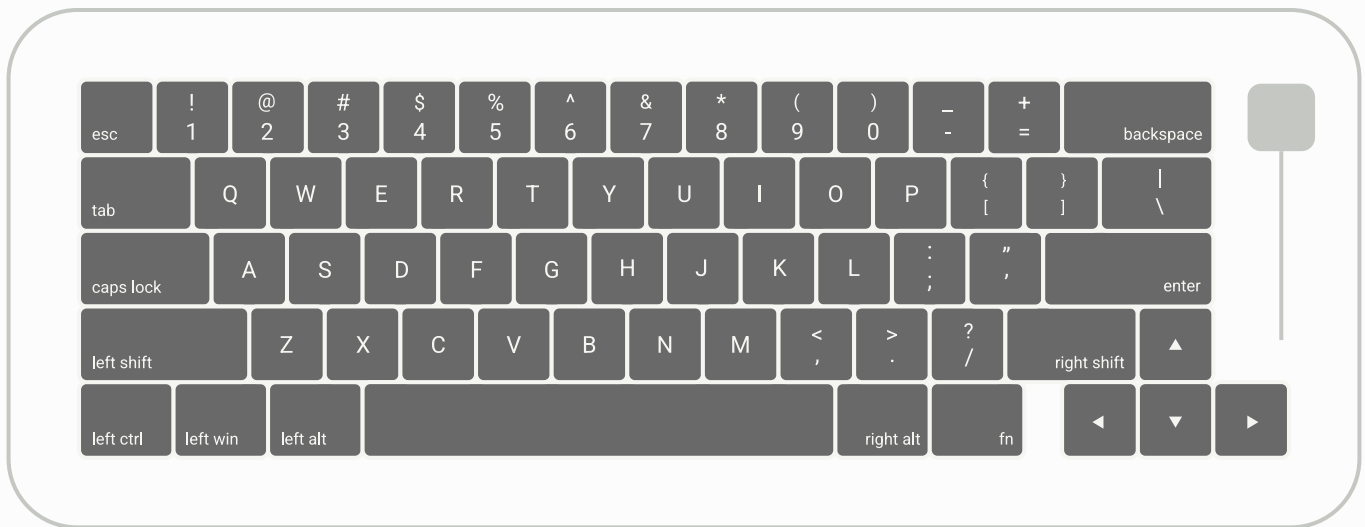 ! @ # $ % ^ & * ( ) _ +
esc 1 2 3 4 5 6 7 8 9 0 - = backspace
tab Q W E R T Y U I O P { [ } ] | \
caps lock A S D F G H J K L : ; ” ’ enter
left shift Z X C V B N M < , > . ? / right shift ▲
left ctrl left win left alt right alt fn ◀ ▼ ▶